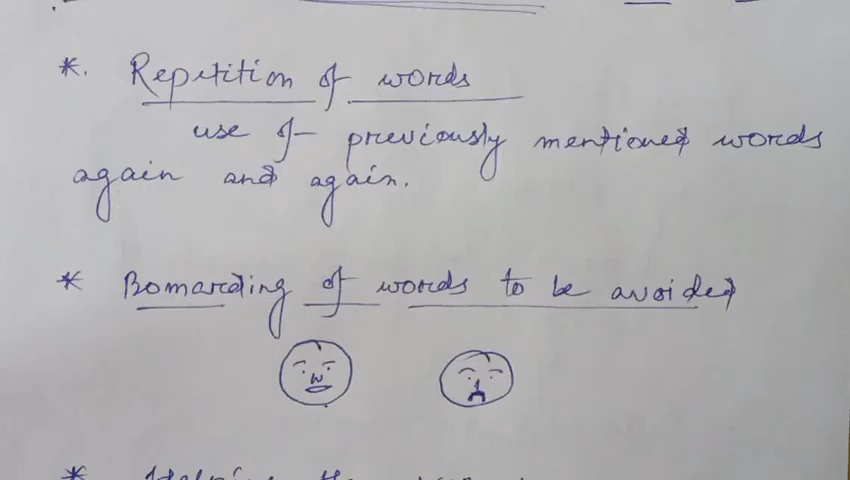 *. Repetition of words
use of previously mentioned words
again and again.
* Bomarding of words to be avoided
*